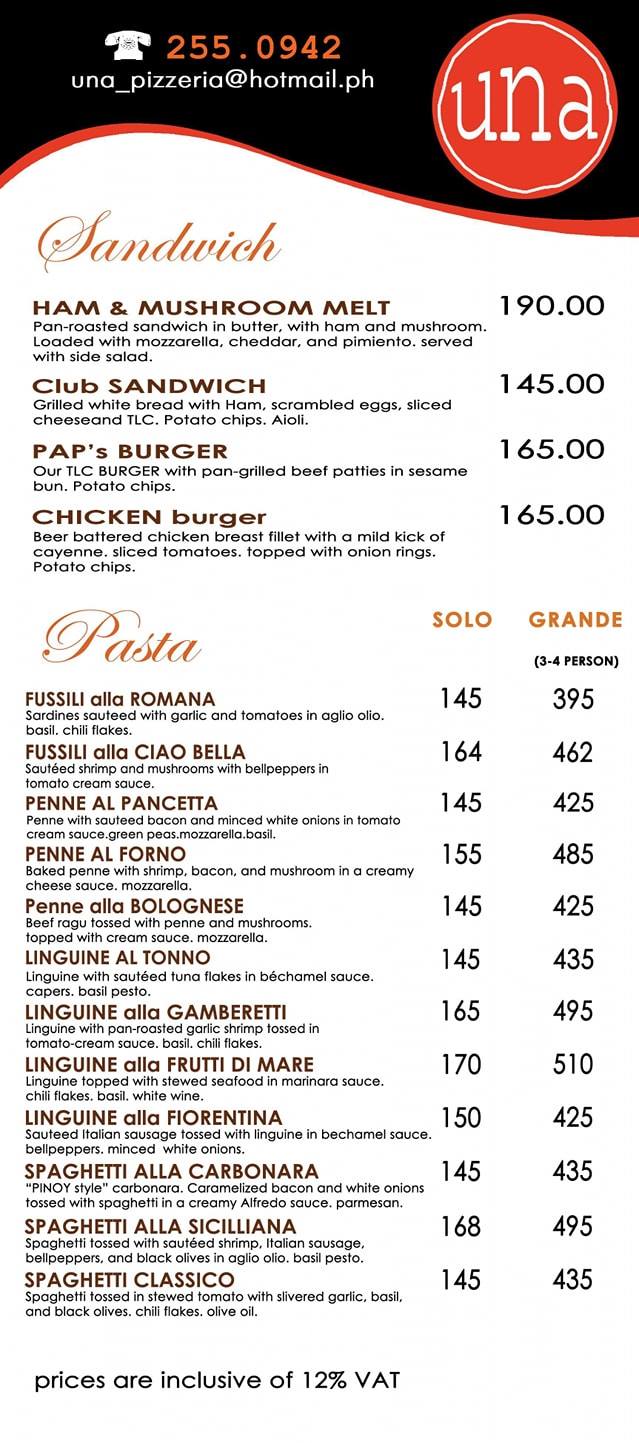 255.0942
una_pizzeria@hotmail.ph
una
Sandwich
HAM & MUSHROOM MELT 190.00
Pan-roasted sandwich in butter, with ham and mushroom.
Loaded with mozzarella, cheddar, and pimiento. served
with side salad.
Club SANDWICH 145.00
Grilled white bread with Ham, scrambled eggs, sliced
cheeseand TLC. Potato chips. Aioli.
PAP's BURGER 165.00
Our TLC BURGER with pan-grilled beef patties in sesame
bun. Potato chips.
CHICKEN burger 165.00
Beer battered chicken breast fillet with a mild kick of
cayenne. sliced tomatoes. topped with onion rings.
Potato chips.
Pasta SOLO GRANDE
(3-4 PERSON)
FUSSILI alla ROMANA 145 395
Sardines sauteed with garlic and tomatoes in aglio olio.
basil. chili flakes.
FUSSILI alla CIAO BELLA 164 462
Sautéed shrimp and mushrooms with bellpeppers in
tomato cream sauce.
PENNE AL PANCETTA 145 425
Penne with sauteed bacon and minced white onions in tomato
cream sauce.green peas.mozzarella.basil.
PENNE AL FORNO 155 485
Baked penne with shrimp, bacon, and mushroom in a creamy
cheese sauce. mozzarella.
Penne alla BOLOGNESE 145 425
Beef ragu tossed with penne and mushrooms.
topped with cream sauce. mozzarella.
LINGUINE AL TONNO 145 435
Linguine with sautéed tuna flakes in béchamel sauce.
capers. basil pesto.
LINGUINE alla GAMBERETTI 165 495
Linguine with pan-roasted garlic shrimp tossed in
tomato-cream sauce. basil. chili flakes.
LINGUINE alla FRUTTI DI MARE 170 510
Linguine topped with stewed seafood in marinara sauce.
chili flakes. basil. white wine.
LINGUINE alla FIORENTINA 150 425
Sauteed Italian sausage tossed with linguine in bechamel sauce.
bellpeppers. minced white onions.
SPAGHETTI ALLA CARBONARA 145 435
"PINOY style" carbonara. Caramelized bacon and white onions
tossed with spaghetti in a creamy Alfredo sauce. parmesan.
SPAGHETTI ALLA SICILLIANA 168 495
Spaghetti tossed with sautéed shrimp, Italian sausage,
bellpeppers, and black olives in aglio olio. basil pesto.
SPAGHETTI CLASSICO 145 435
Spaghetti tossed in stewed tomato with slivered garlic, basil,
and black olives. chili flakes. olive oil.
prices are inclusive of 12% VAT